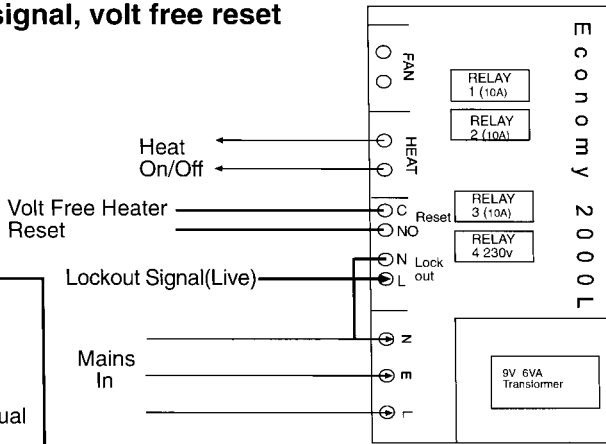 signal, volt free reset
Economy 2000L
FAN
RELAY
1 (10A)
RELAY
2 (10A)
Heat
On/Off
HEAT
Volt Free Heater
Reset
C
Reset
NO
RELAY
3 (10A)
RELAY
4 230v
Lockout Signal(Live)
N
Lock
out
L
Mains
In
N
E
L
9V 6VA
Transformer
ual